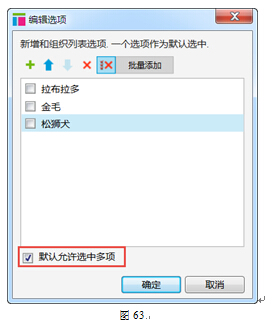 编辑选项
新增和组织列表选项. 一个选项作为默认选中.
批量添加
拉布拉多
金毛
松狮犬
默认允许选中多项
确定 取消
图 63.